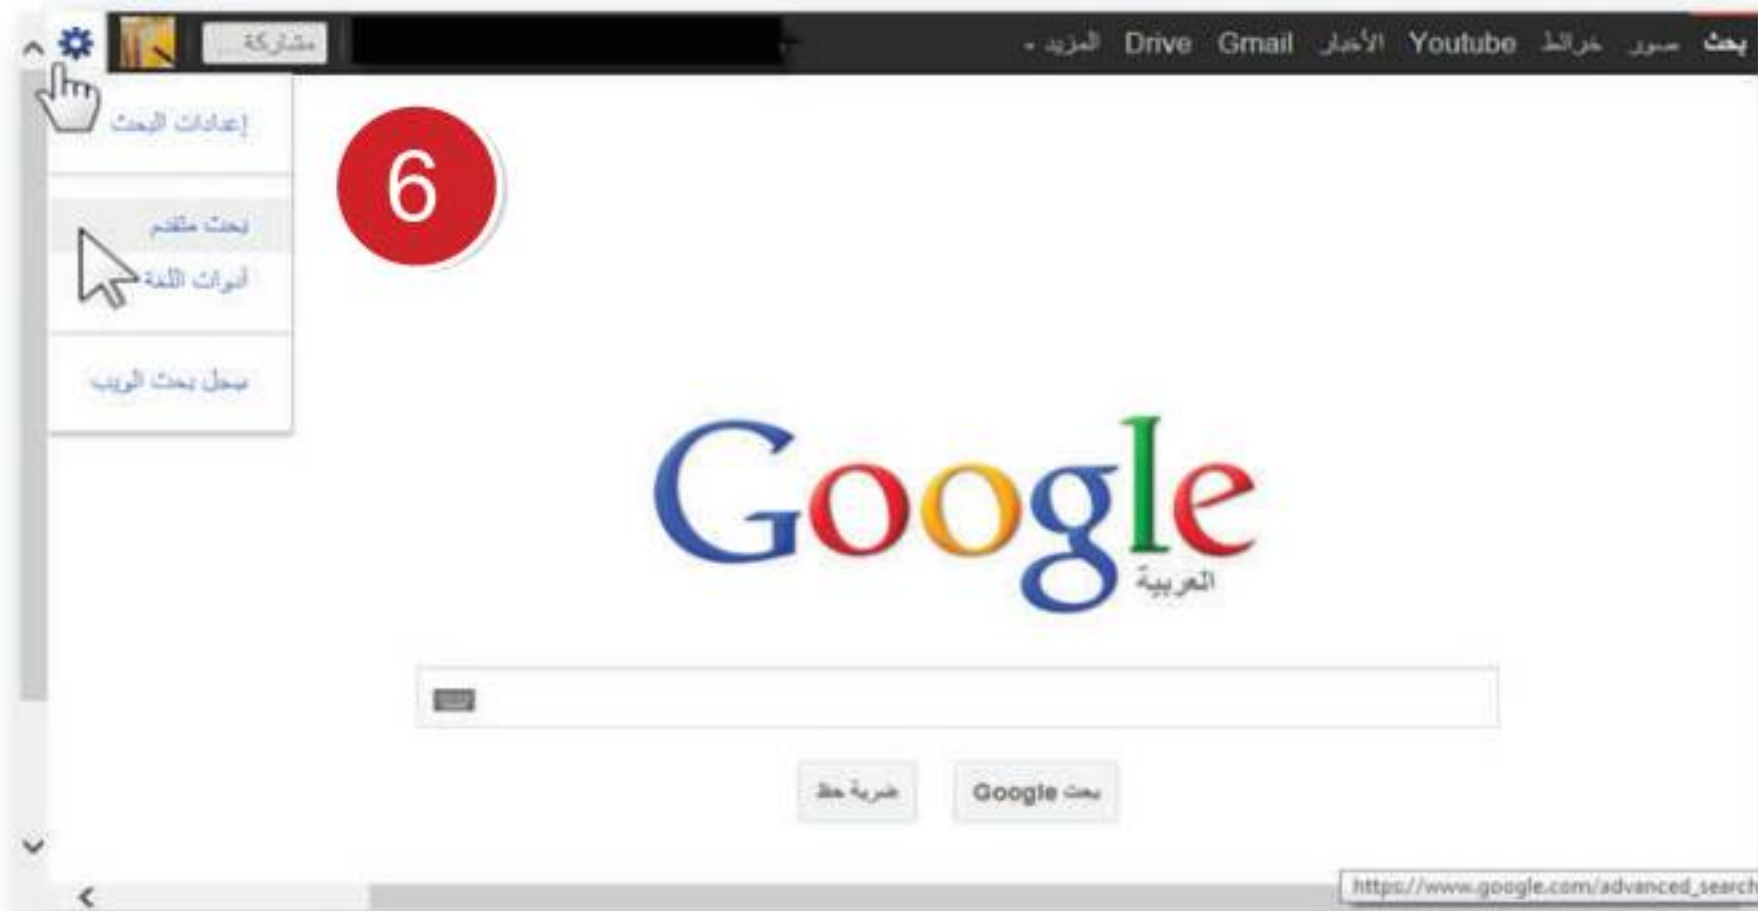 بحث صور خرائط Youtube الأخبار Gmail Drive المزيد
مشاركة...
إعدادات البحث
بحث متقدم
أدوات اللغة
سجل بحث الويب
6
Google
العربية
بحث Google
ضربة حظ
https://www.google.com/advanced_search